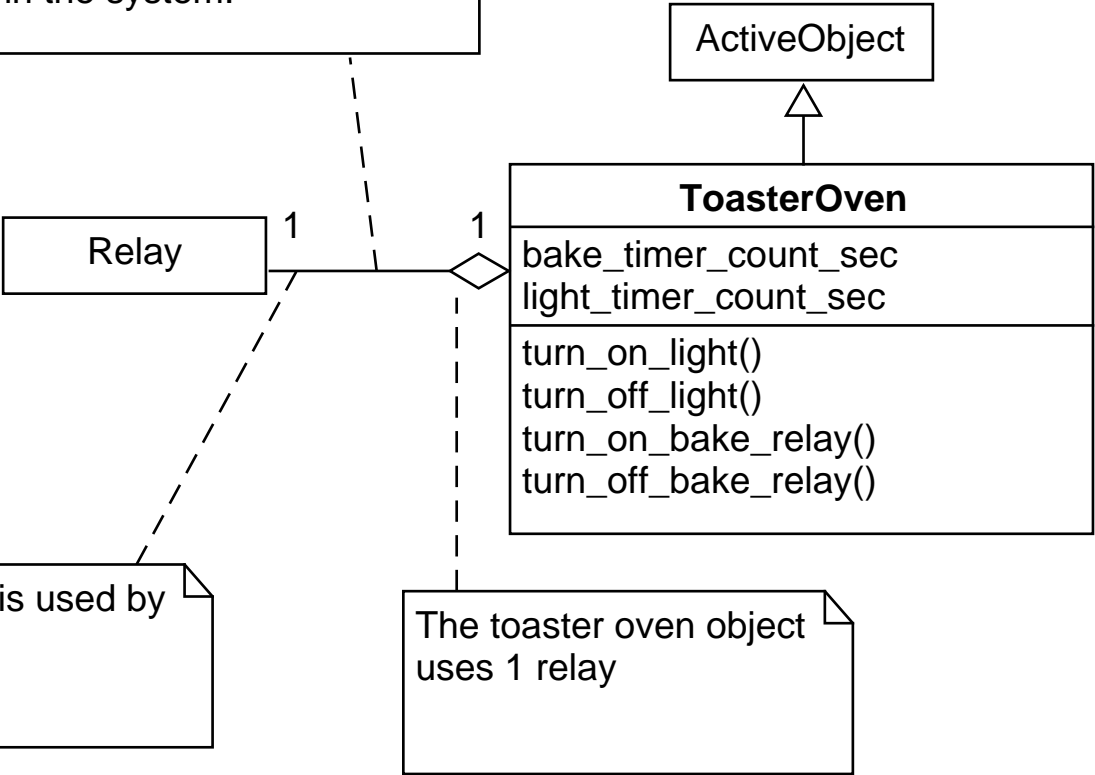 in the system.
ActiveObject
ToasterOven
Relay
1
1
bake_timer_count_sec
light_timer_count_sec
turn_on_light()
turn_off_light()
turn_on_bake_relay()
turn_off_bake_relay()
is used by
The toaster oven object
uses 1 relay